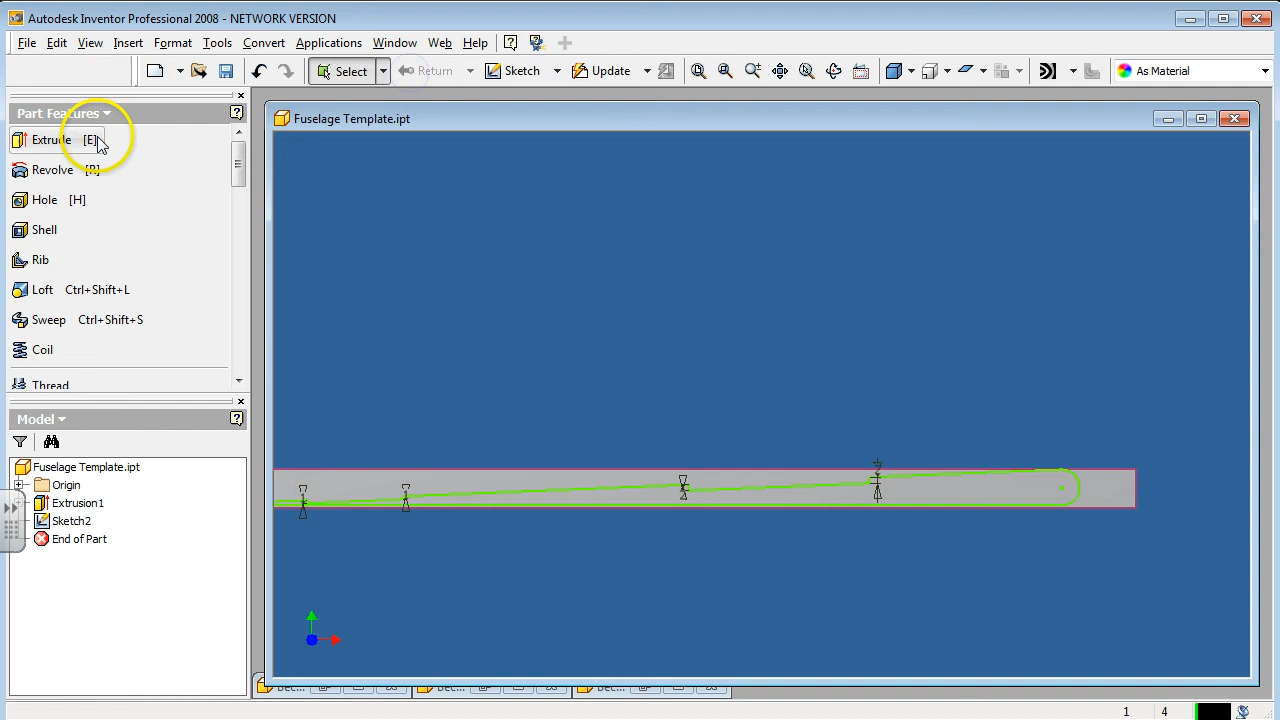 Autodesk Inventor Professional 2008 - NETWORK VERSION
File Edit View Insert Format Tools Convert Applications Window Web Help
Select Return Sketch Update As Material
Part Features
Extrude [E]
Revolve [R]
Hole [H]
Shell
Rib
Loft Ctrl+Shift+L
Sweep Ctrl+Shift+S
Coil
Thread
Model
Fuselage Template.ipt
Origin
Extrusion1
Sketch2
End of Part
Fuselage Template.ipt
1 4